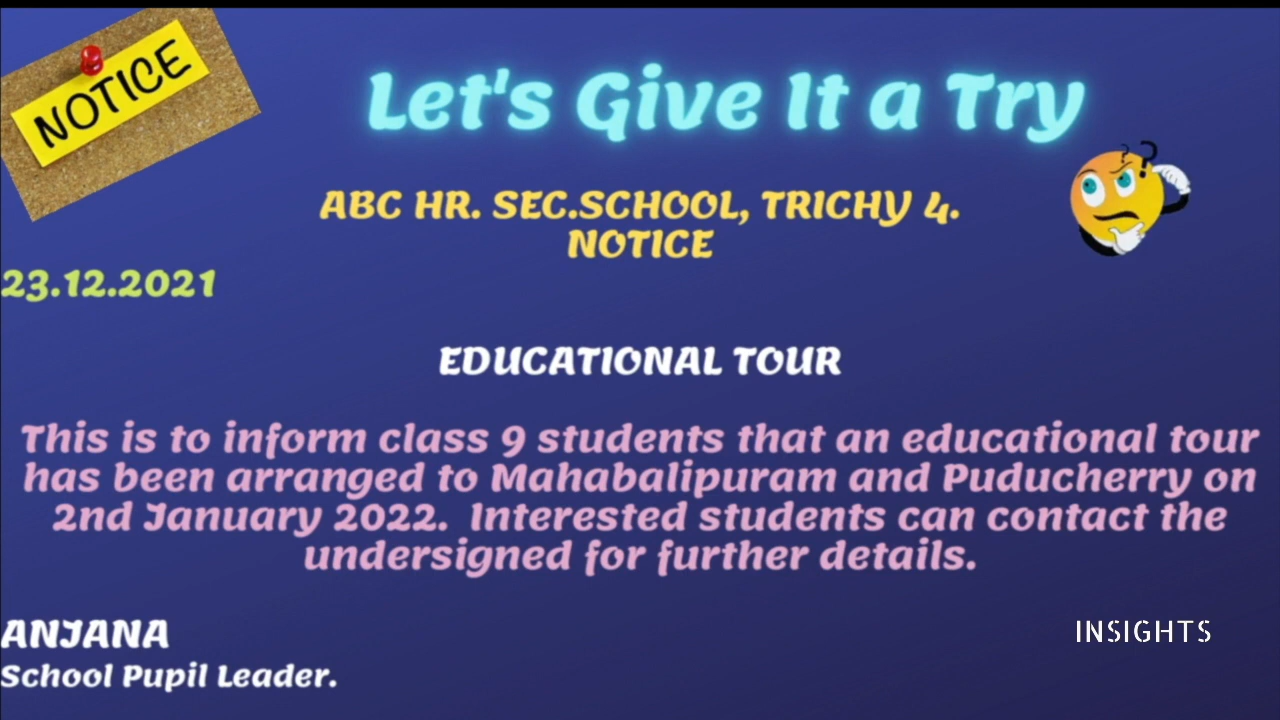 NOTICE
Let's Give It a Try
? ?
ABC HR. SEC.SCHOOL, TRICHY 4.
NOTICE
23.12.2021
EDUCATIONAL TOUR
This is to inform class 9 students that an educational tour
has been arranged to Mahabalipuram and Puducherry on
2nd January 2022. Interested students can contact the
undersigned for further details.
ANJANA
School Pupil Leader.
INSIGHTS